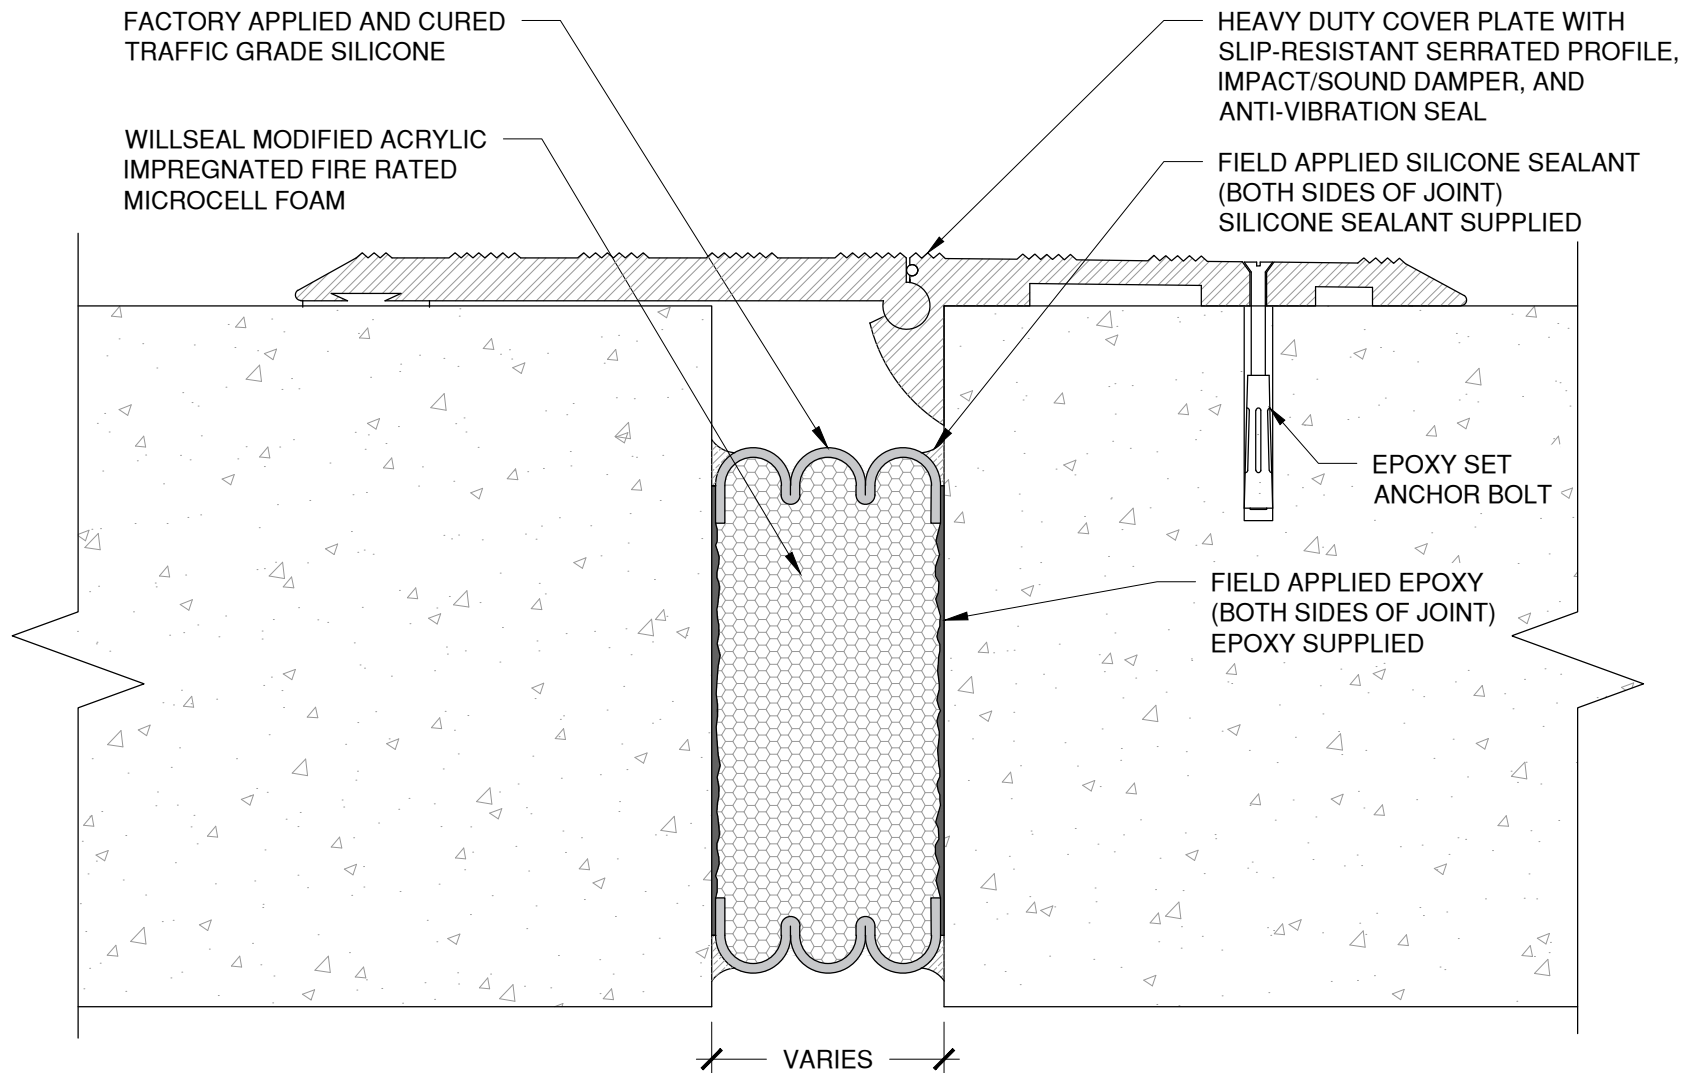 FACTORY APPLIED AND CURED
TRAFFIC GRADE SILICONE
WILLSEAL MODIFIED ACRYLIC
IMPREGNATED FIRE RATED
MICROCELL FOAM
HEAVY DUTY COVER PLATE WITH
SLIP-RESISTANT SERRATED PROFILE,
IMPACT/SOUND DAMPER, AND
ANTI-VIBRATION SEAL
FIELD APPLIED SILICONE SEALANT
(BOTH SIDES OF JOINT)
SILICONE SEALANT SUPPLIED
EPOXY SET
ANCHOR BOLT
FIELD APPLIED EPOXY
(BOTH SIDES OF JOINT)
EPOXY SUPPLIED
VARIES